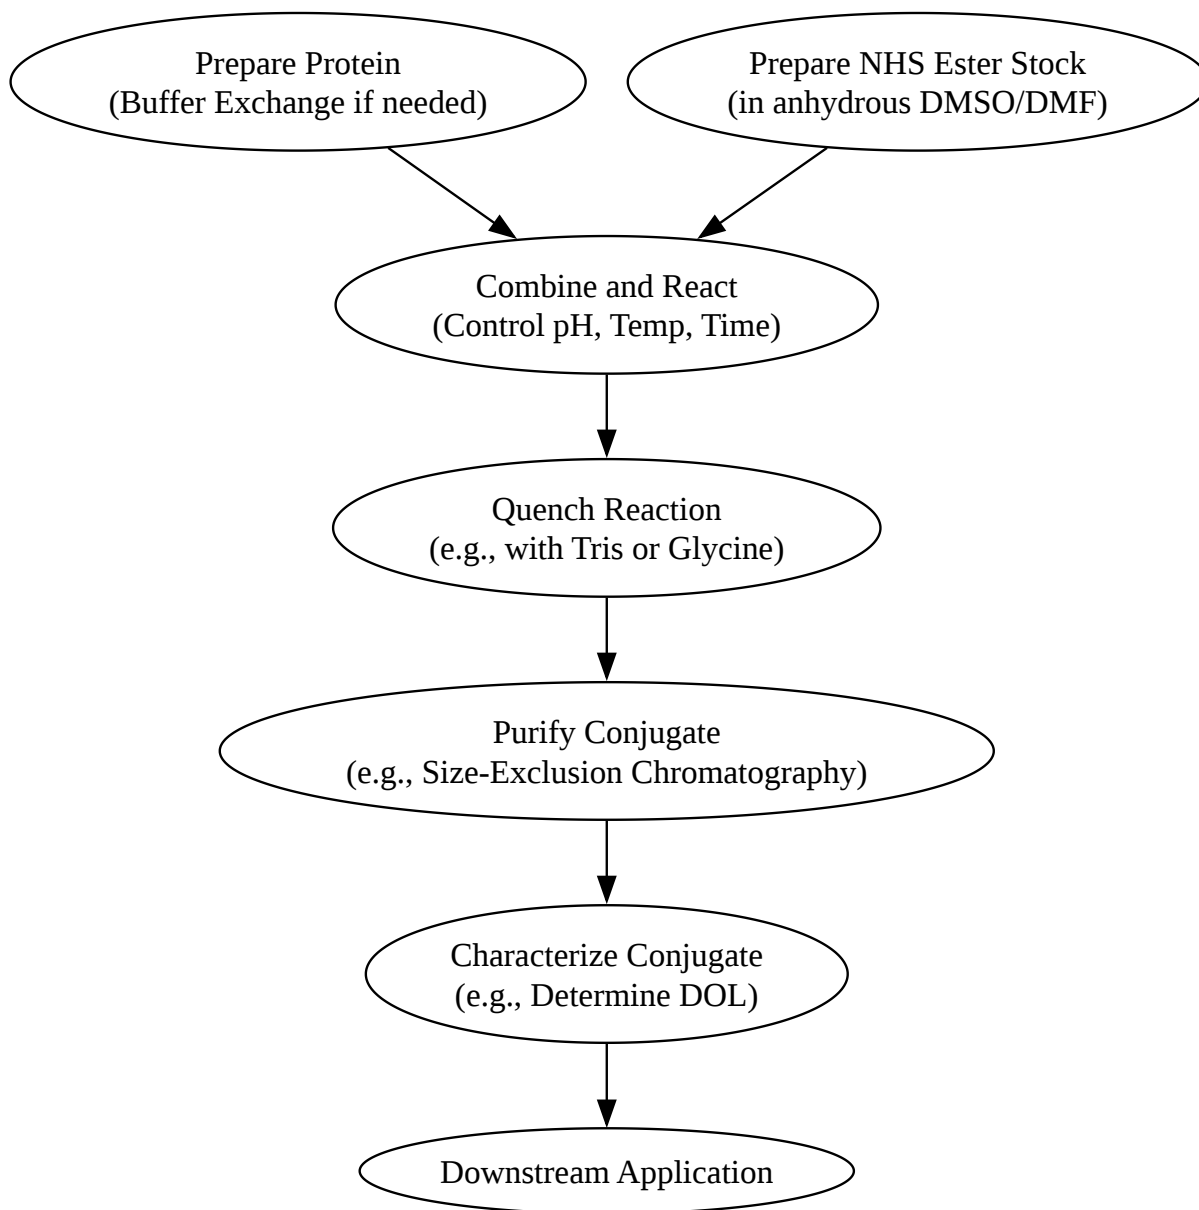 Prepare Protein
(Buffer Exchange if needed)
Prepare NHS Ester Stock
(in anhydrous DMSO/DMF)
Combine and React
(Control pH, Temp, Time)
Quench Reaction
(e.g., with Tris or Glycine)
Purify Conjugate
(e.g., Size-Exclusion Chromatography)
Characterize Conjugate
(e.g., Determine DOL)
Downstream Application